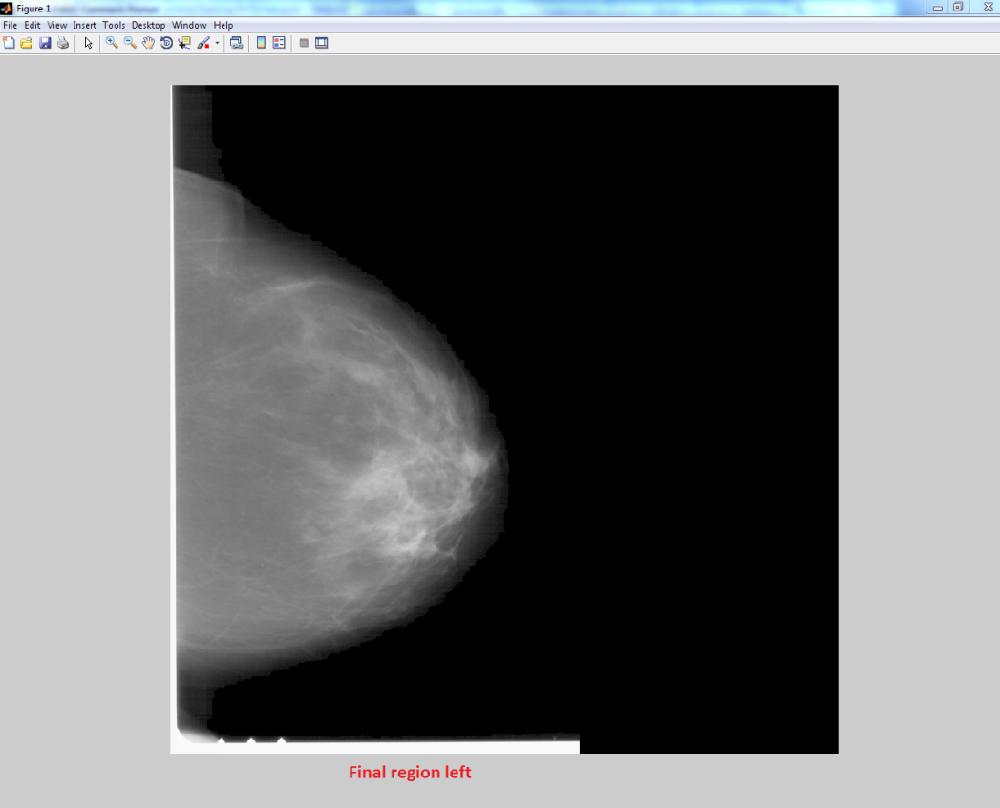 Figure 1
File Edit View Insert Tools Desktop Window Help
Final region left